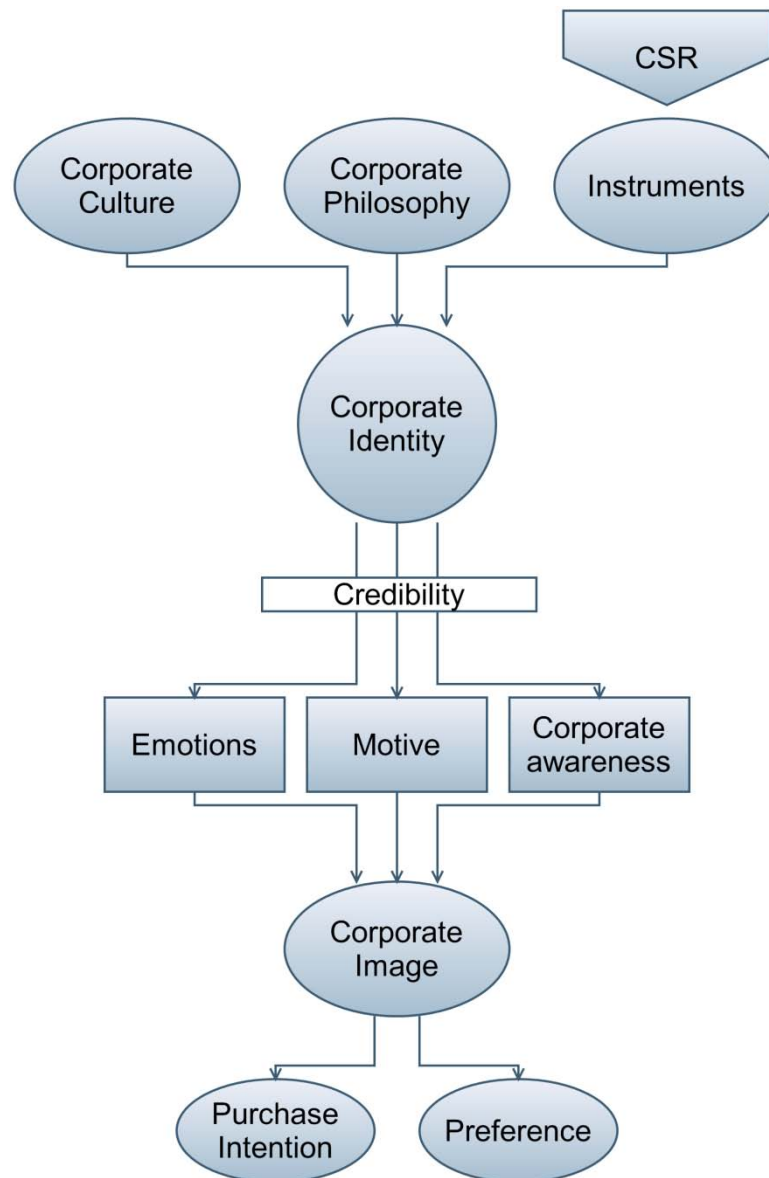 CSR
Corporate
Culture
Corporate
Philosophy
Instruments
Corporate
Identity
Credibility
Emotions
Motive
Corporate
awareness
Corporate
Image
Purchase
Intention
Preference